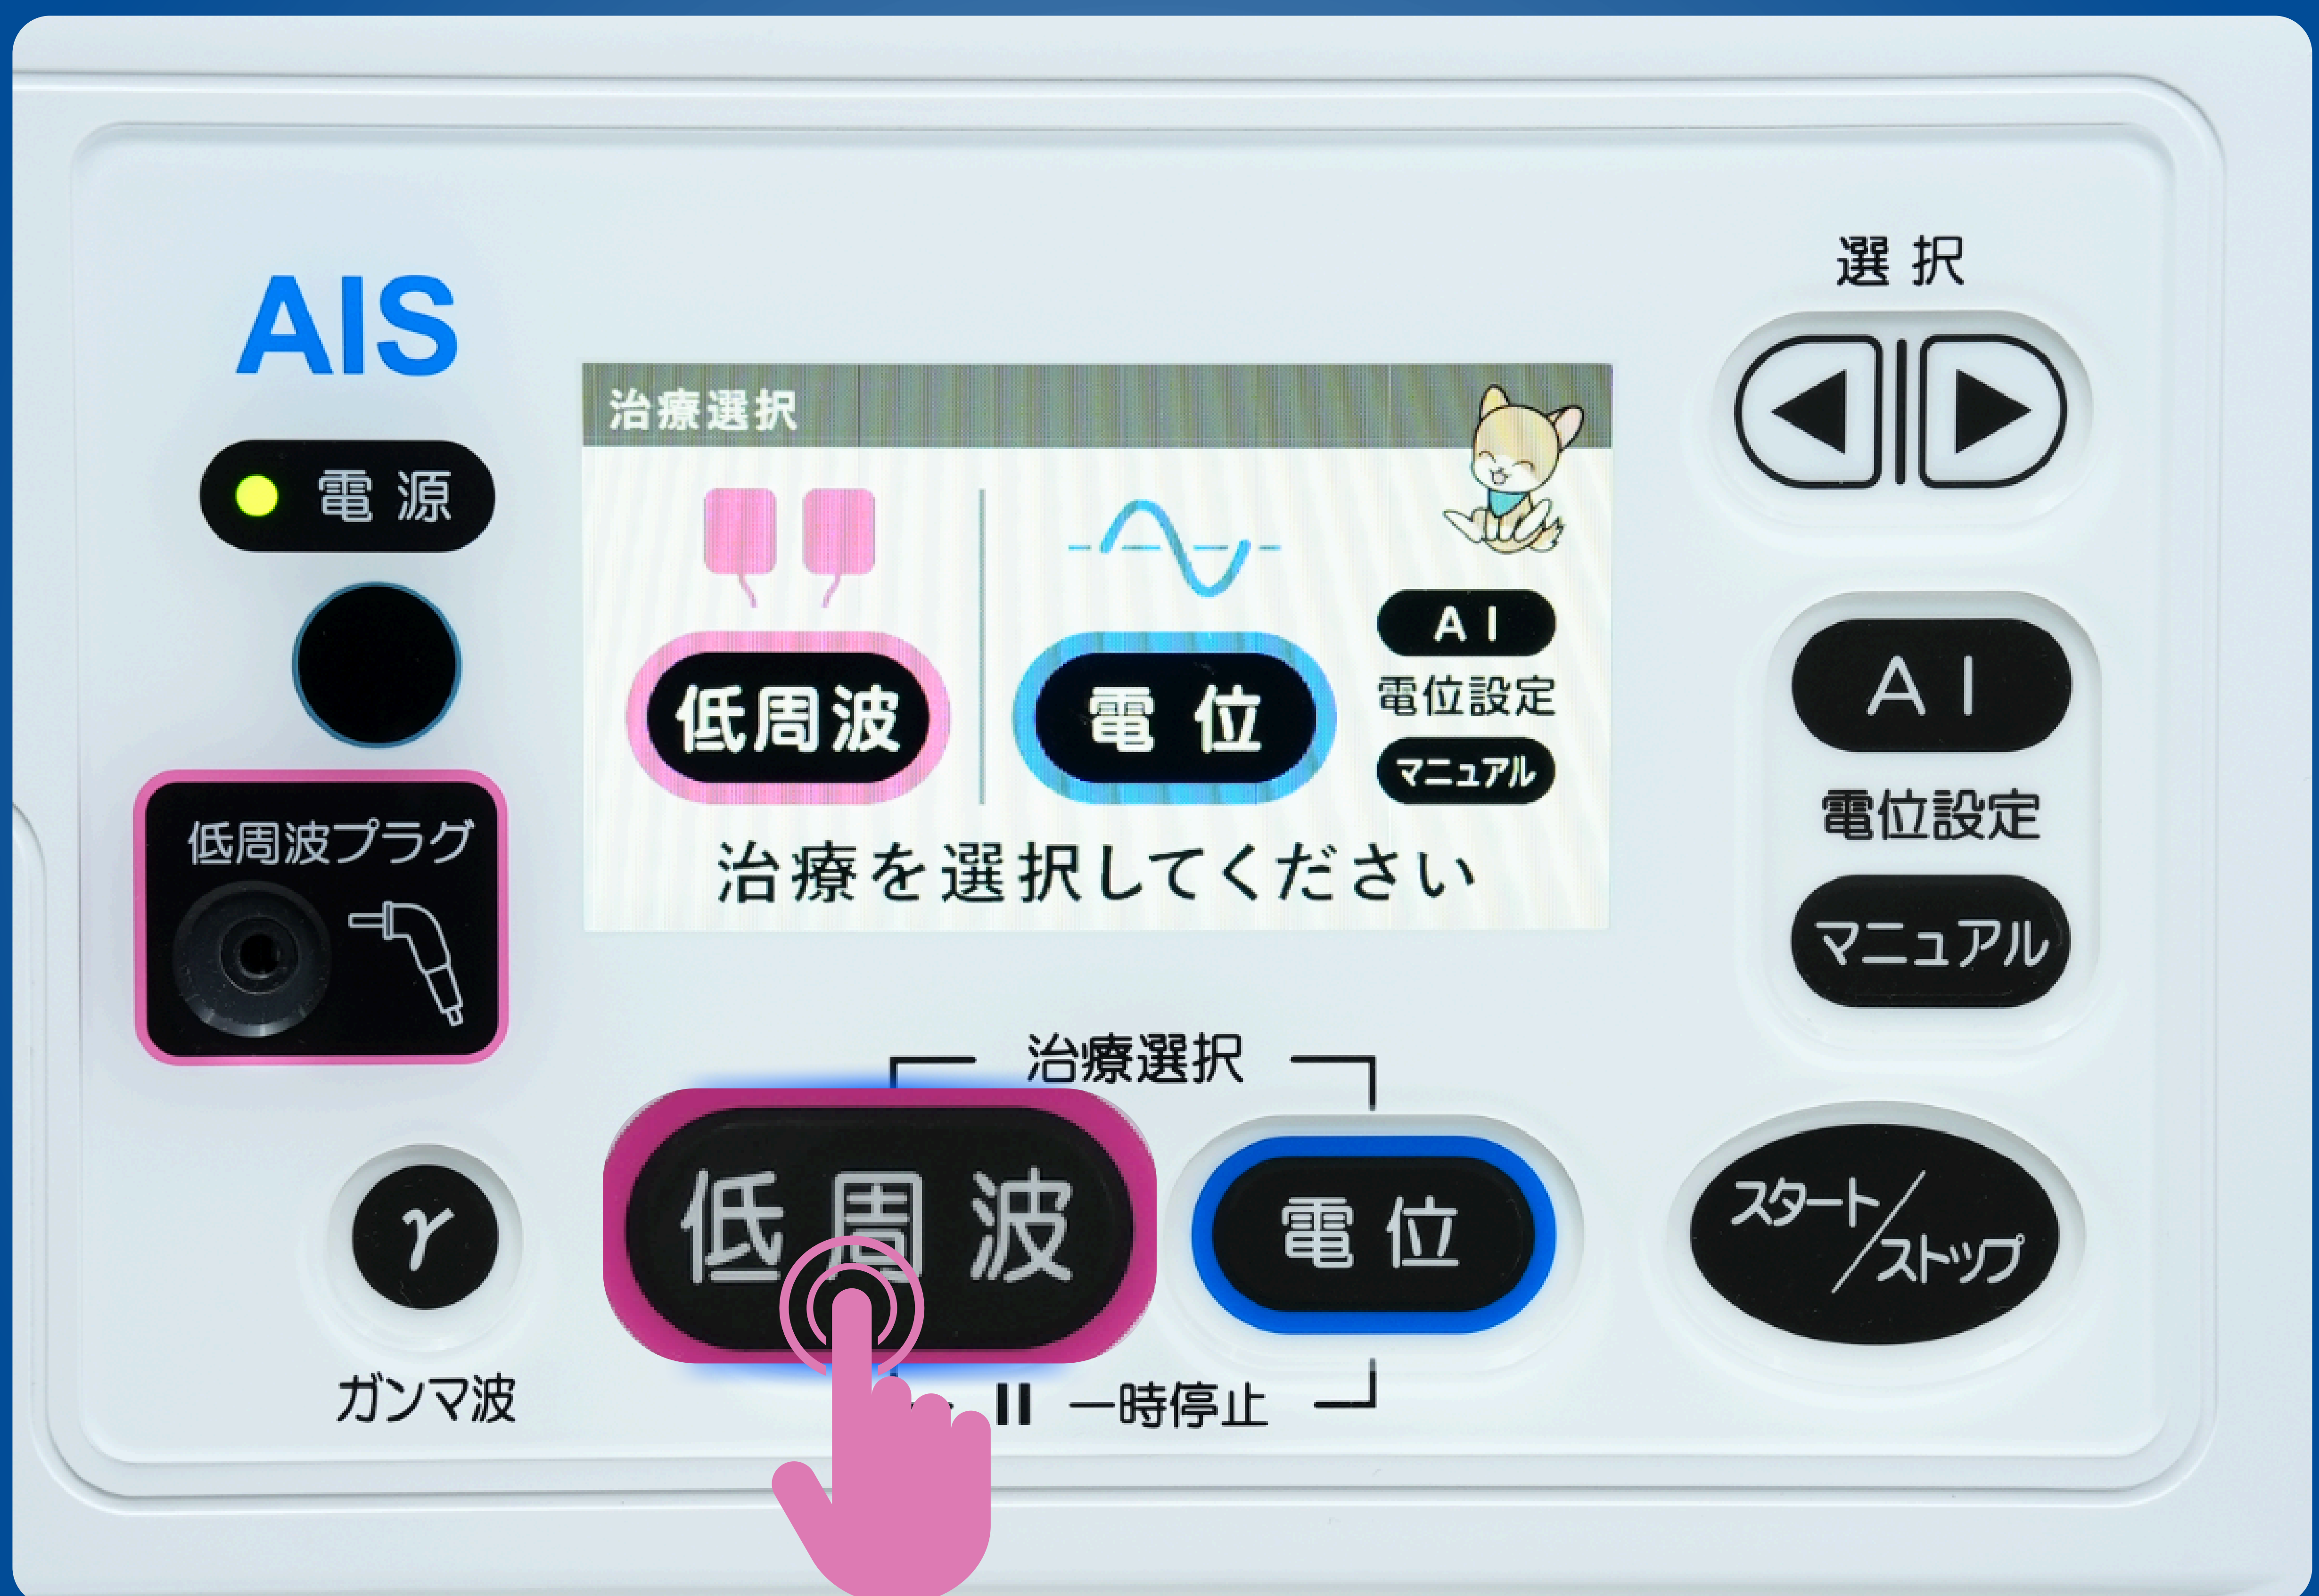 AIS
電源
低周波プラグ
γ
ガンマ波
治療選択
低周波
電位
AI
電位設定
マニュアル
治療を選択してください
治療選択
低周波
電位
一時停止
選択
AI
電位設定
マニュアル
スタート/ストップ